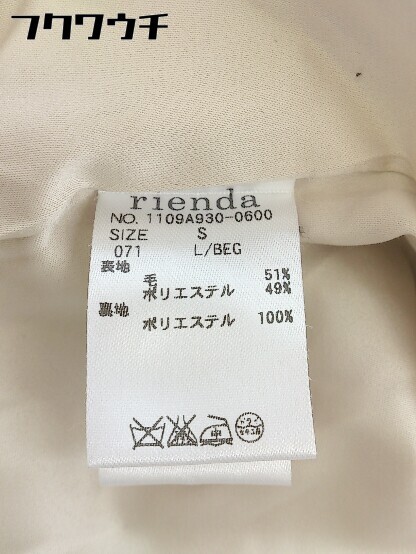 フクワウチ
rienda
NO. 1109A930-0600
SIZE S
071 L/BEG
表地
毛 51%
ポリエステル 49%
裏地
ポリエステル 100%